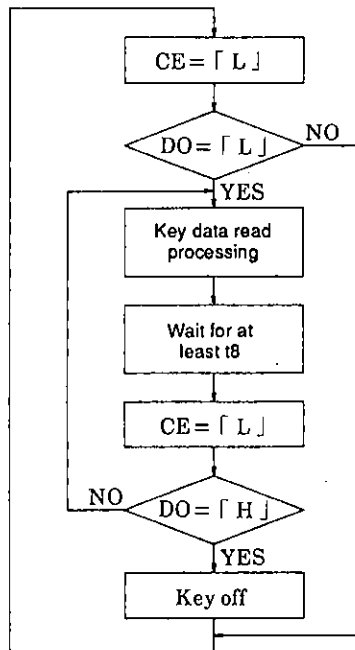 CE=「L」
DO=「L」
NO
YES
Key data read
processing
Wait for at
least t8
CE=「L」
NO
DO=「H」
YES
Key off